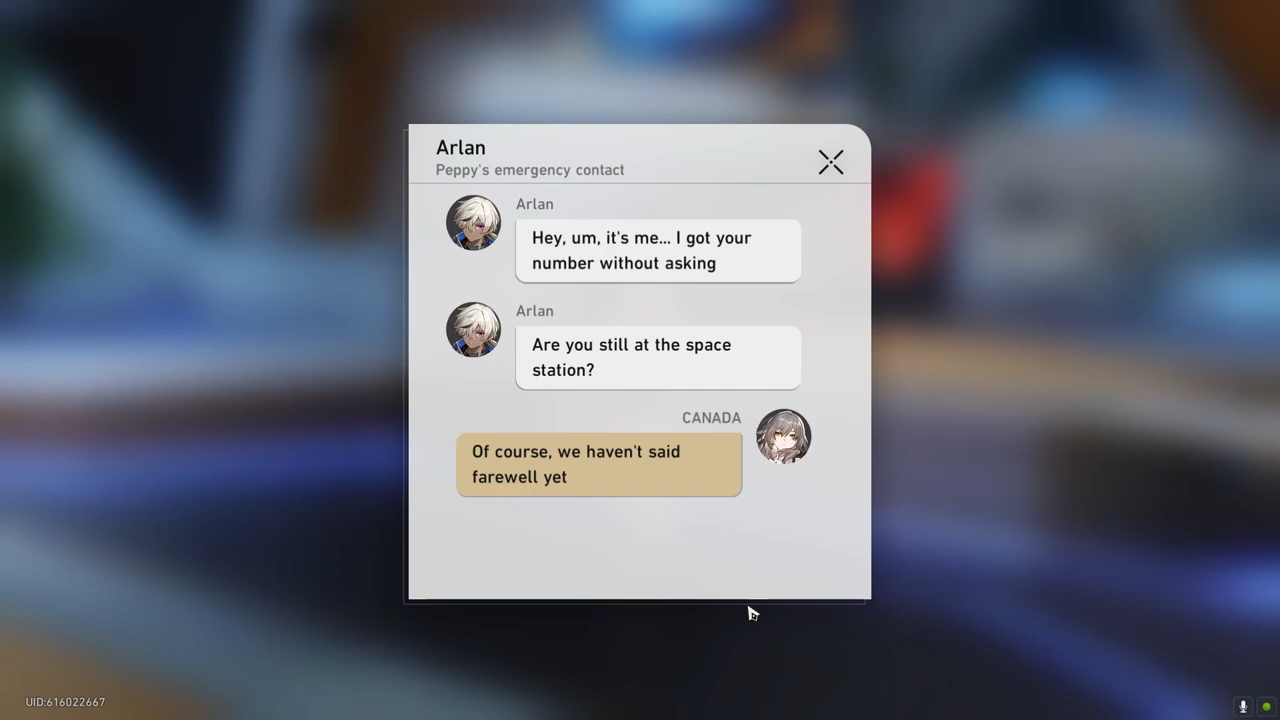 Arlan
Peppy's emergency contact
Arlan
Hey, um, it's me... I got your
number without asking
Arlan
Are you still at the space
station?
CANADA
Of course, we haven't said
farewell yet
UID:616022667